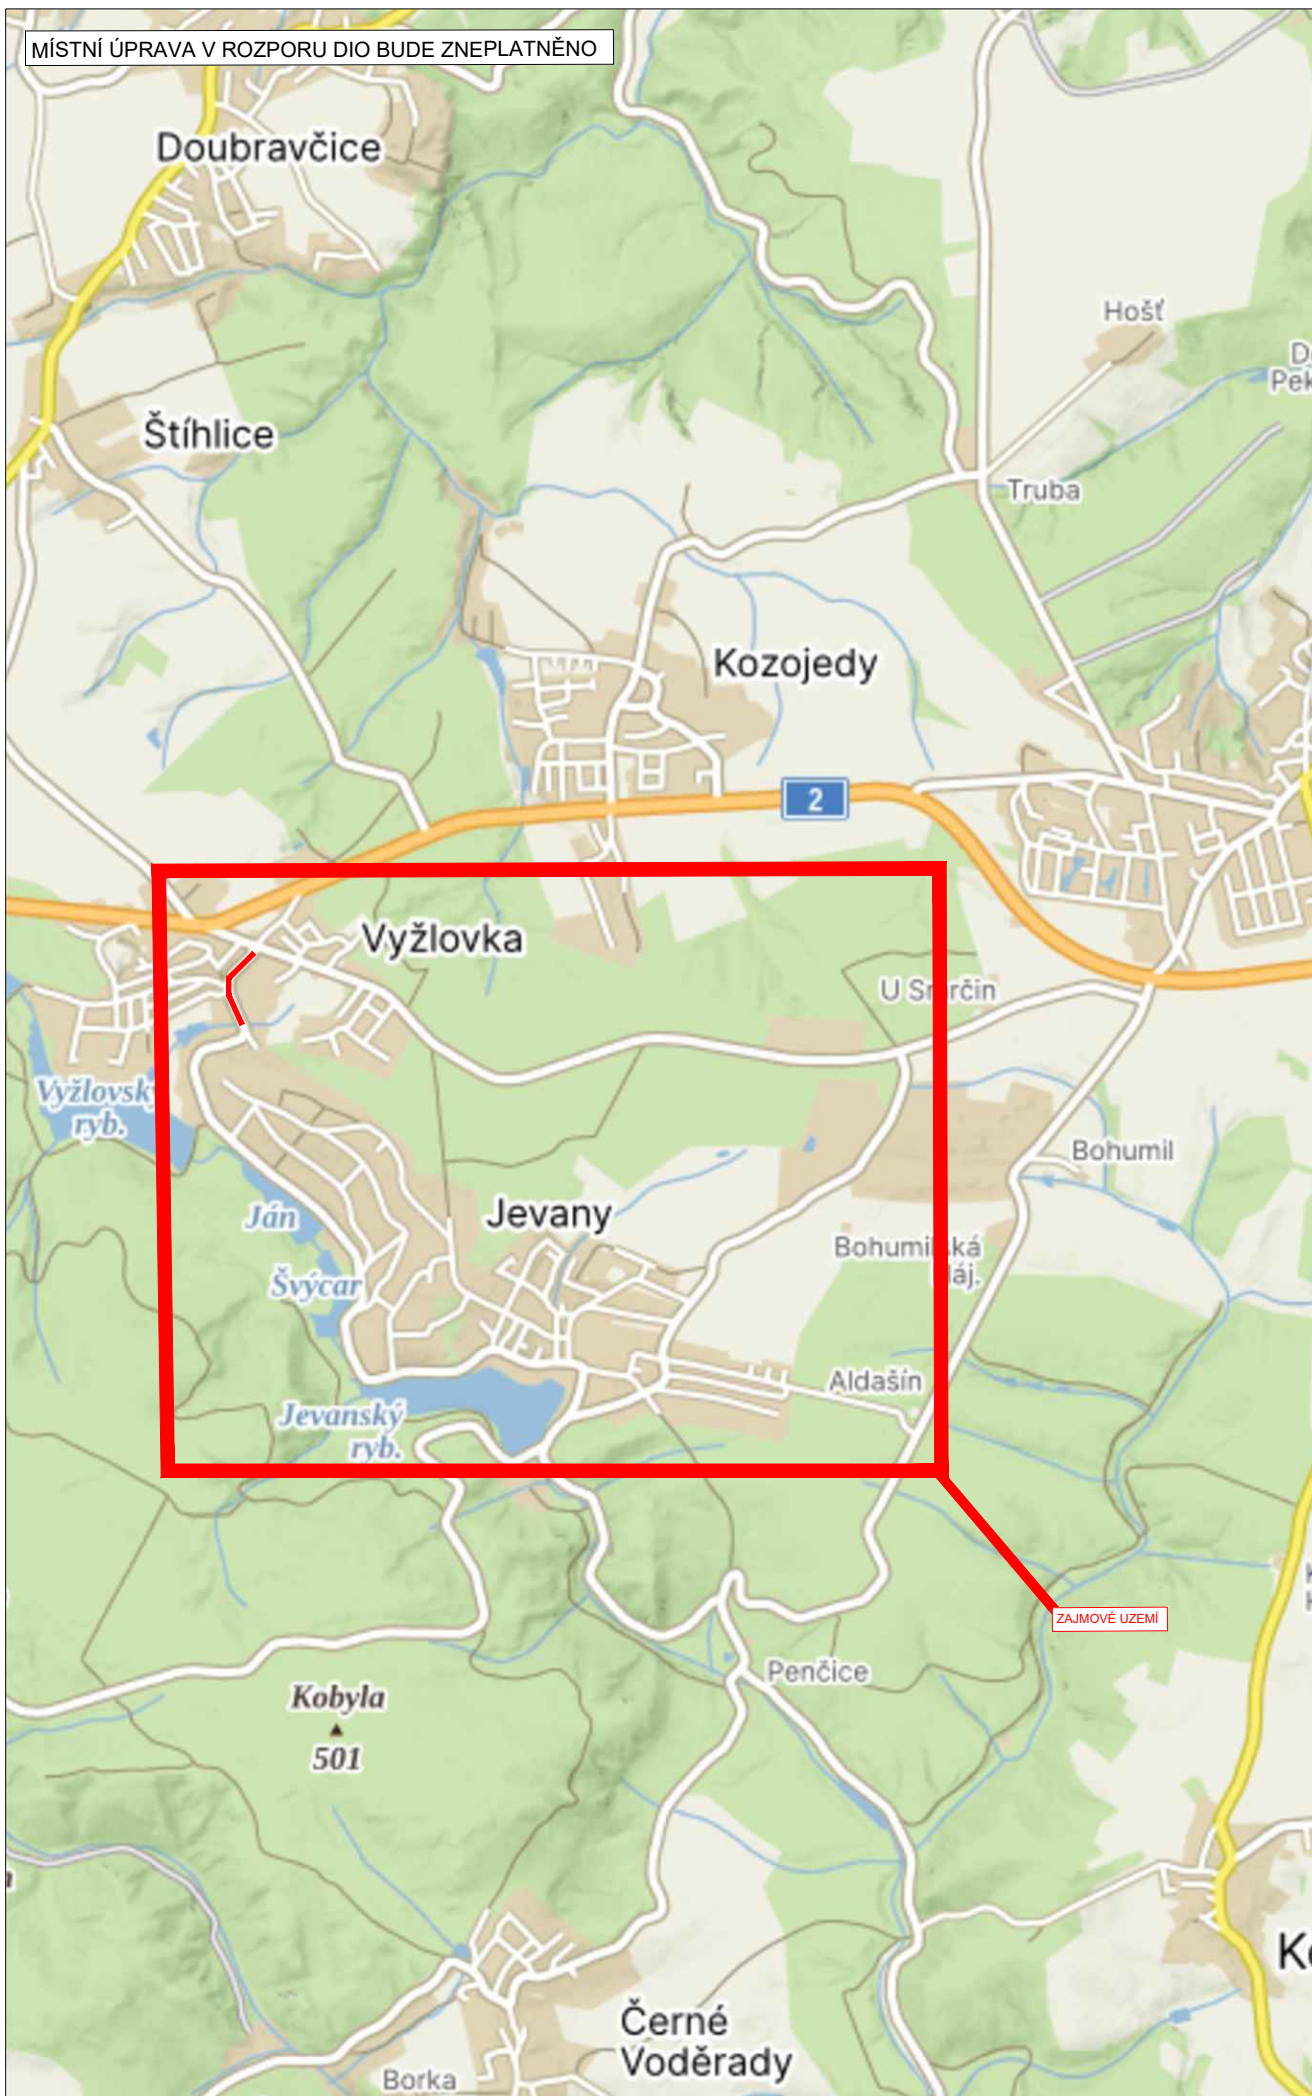 MÍSTNÍ ÚPRAVA V ROZPORU DIO BUDE ZNEPLATNĚNO
Doubravčice
Hošť
Štíhlice
Truba
Kozojedy
2
Vyžlovka
Vyžlovský
ryb.
Bohumil
Ján
Jevany
Švýcar
Aldašín
Jevanský
ryb.
ZAJMOVÉ UZEMÍ
Penčice
Kobyla
501
Černé
Voděrady
Borka